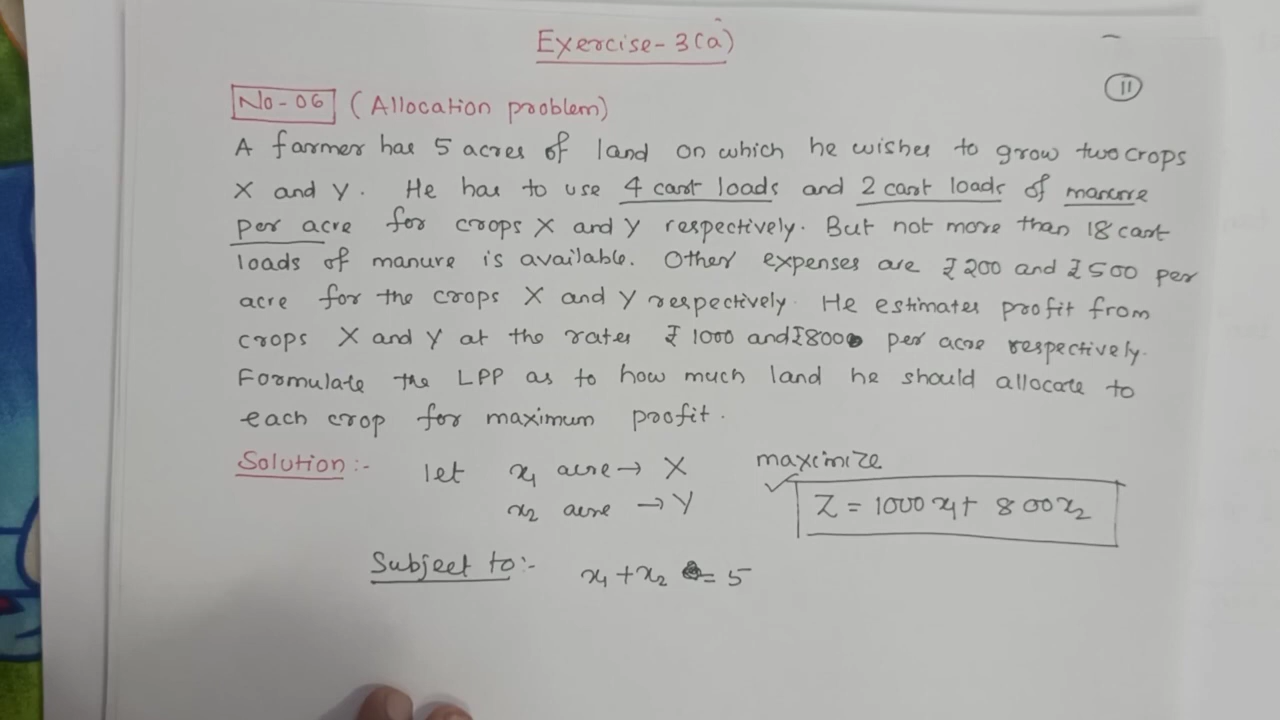 Exercise-3(a)
11
No-06 (Allocation problem)
A farmer has 5 acres of land on which he wishes to grow two crops
X and Y. He has to use 4 cart loads and 2 cart loads of manure
per acre for crops X and Y respectively. But not more than 18 cart
loads of manure is available. Other expenses are ₹200 and ₹500 per
acre for the crops X and Y respectively. He estimates profit from
crops X and Y at the rates ₹1000 and ₹800 per acre respectively.
Formulate the LPP as to how much land he should allocate to
each crop for maximum profit.
Solution:- let x₁ acre → X maximize
x₂ acre → Y Z = 1000x₁ + 800x₂
Subject to:- x₁ + x₂ = 5